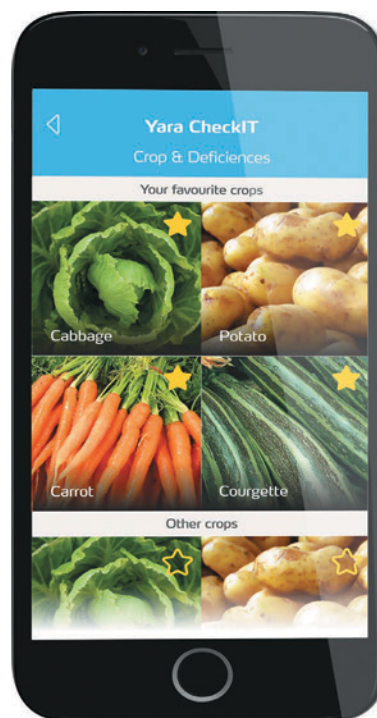 Yara CheckIT
Crop & Deficiences
Your favourite crops
Cabbage
Potato
Carrot
Courgette
Other crops